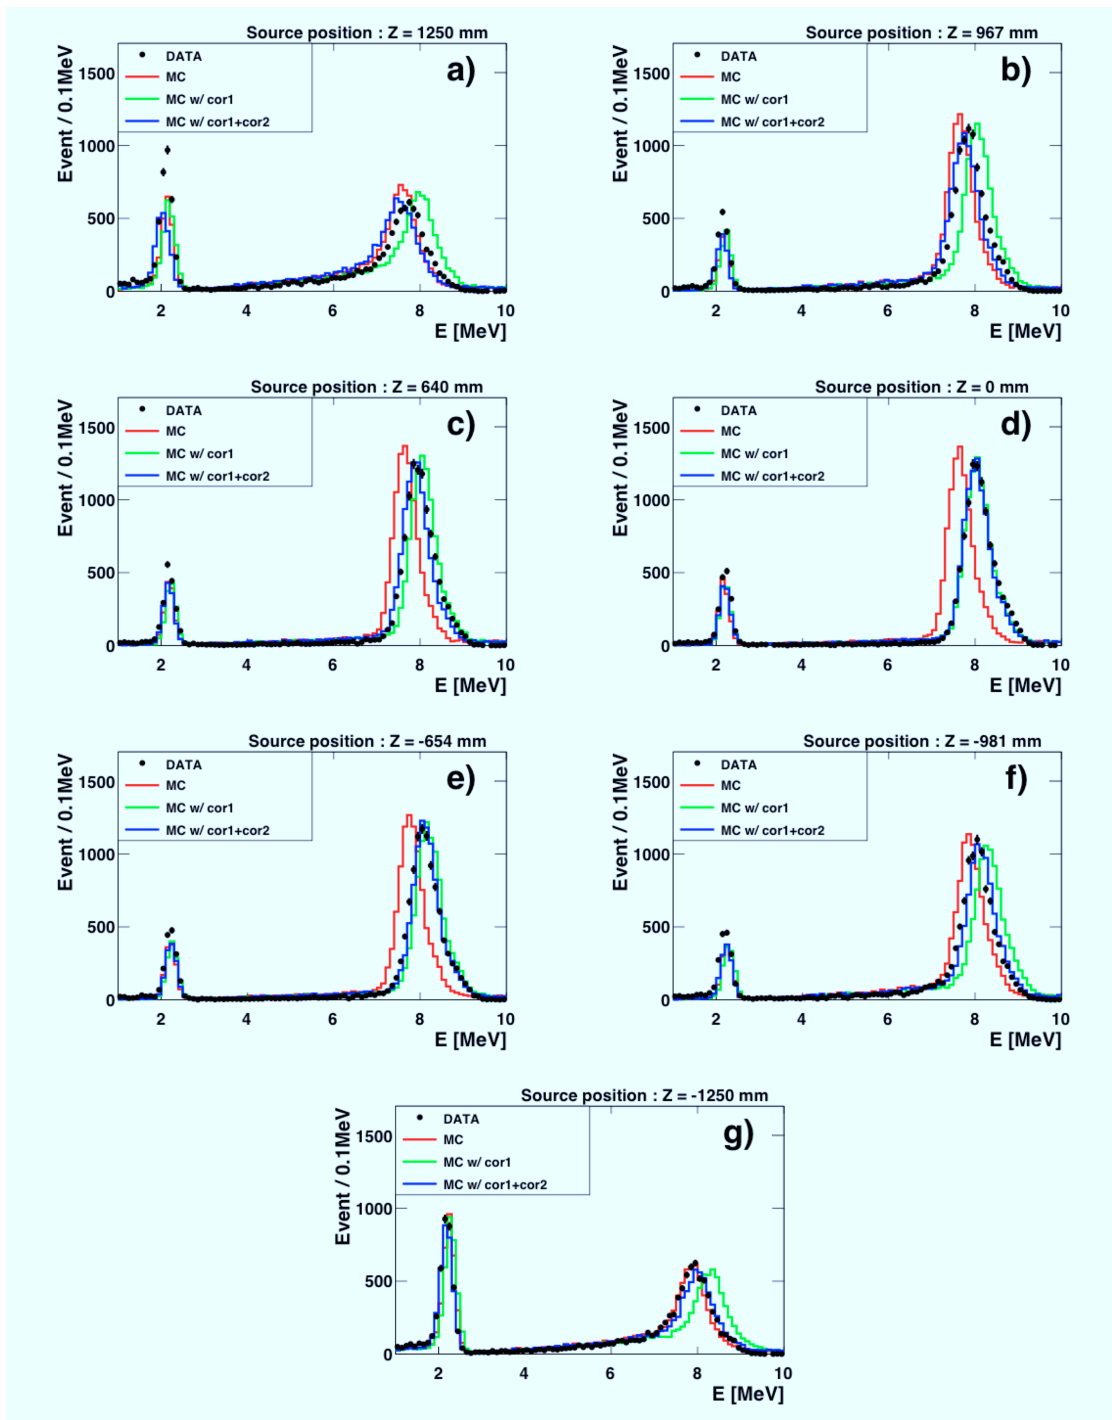 Source position : Z = 1250 mm
Event / 0.1MeV
1500
1000
500
0
DATA
MC
MC w/ cor1
MC w/ cor1+cor2
a)
2 4 6 8 10
E [MeV]
Source position : Z = 967 mm
Event / 0.1MeV
1500
1000
500
0
DATA
MC
MC w/ cor1
MC w/ cor1+cor2
b)
2 4 6 8 10
E [MeV]
Source position : Z = 640 mm
Event / 0.1MeV
1500
1000
500
0
DATA
MC
MC w/ cor1
MC w/ cor1+cor2
c)
2 4 6 8 10
E [MeV]
Source position : Z = 0 mm
Event / 0.1MeV
1500
1000
500
0
DATA
MC
MC w/ cor1
MC w/ cor1+cor2
d)
2 4 6 8 10
E [MeV]
Source position : Z = -654 mm
Event / 0.1MeV
1500
1000
500
0
DATA
MC
MC w/ cor1
MC w/ cor1+cor2
e)
2 4 6 8 10
E [MeV]
Source position : Z = -981 mm
Event / 0.1MeV
1500
1000
500
0
DATA
MC
MC w/ cor1
MC w/ cor1+cor2
f)
2 4 6 8 10
E [MeV]
Source position : Z = -1250 mm
Event / 0.1MeV
1500
1000
500
0
DATA
MC
MC w/ cor1
MC w/ cor1+cor2
g)
2 4 6 8 10
E [MeV]